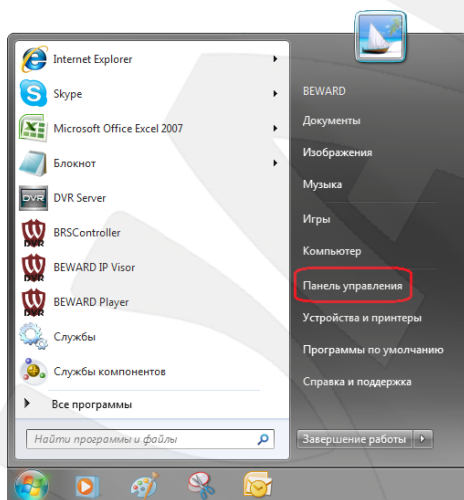 Internet Explorer
Skype
Microsoft Office Excel 2007
Блокнот
DVR Server
BRSController
BEWARD IP Visor
BEWARD Player
Службы
Службы компонентов
Все программы
Найти программы и файлы
BEWARD
Документы
Изображения
Музыка
Игры
Компьютер
Панель управления
Устройства и принтеры
Программы по умолчанию
Справка и поддержка
Завершение работы